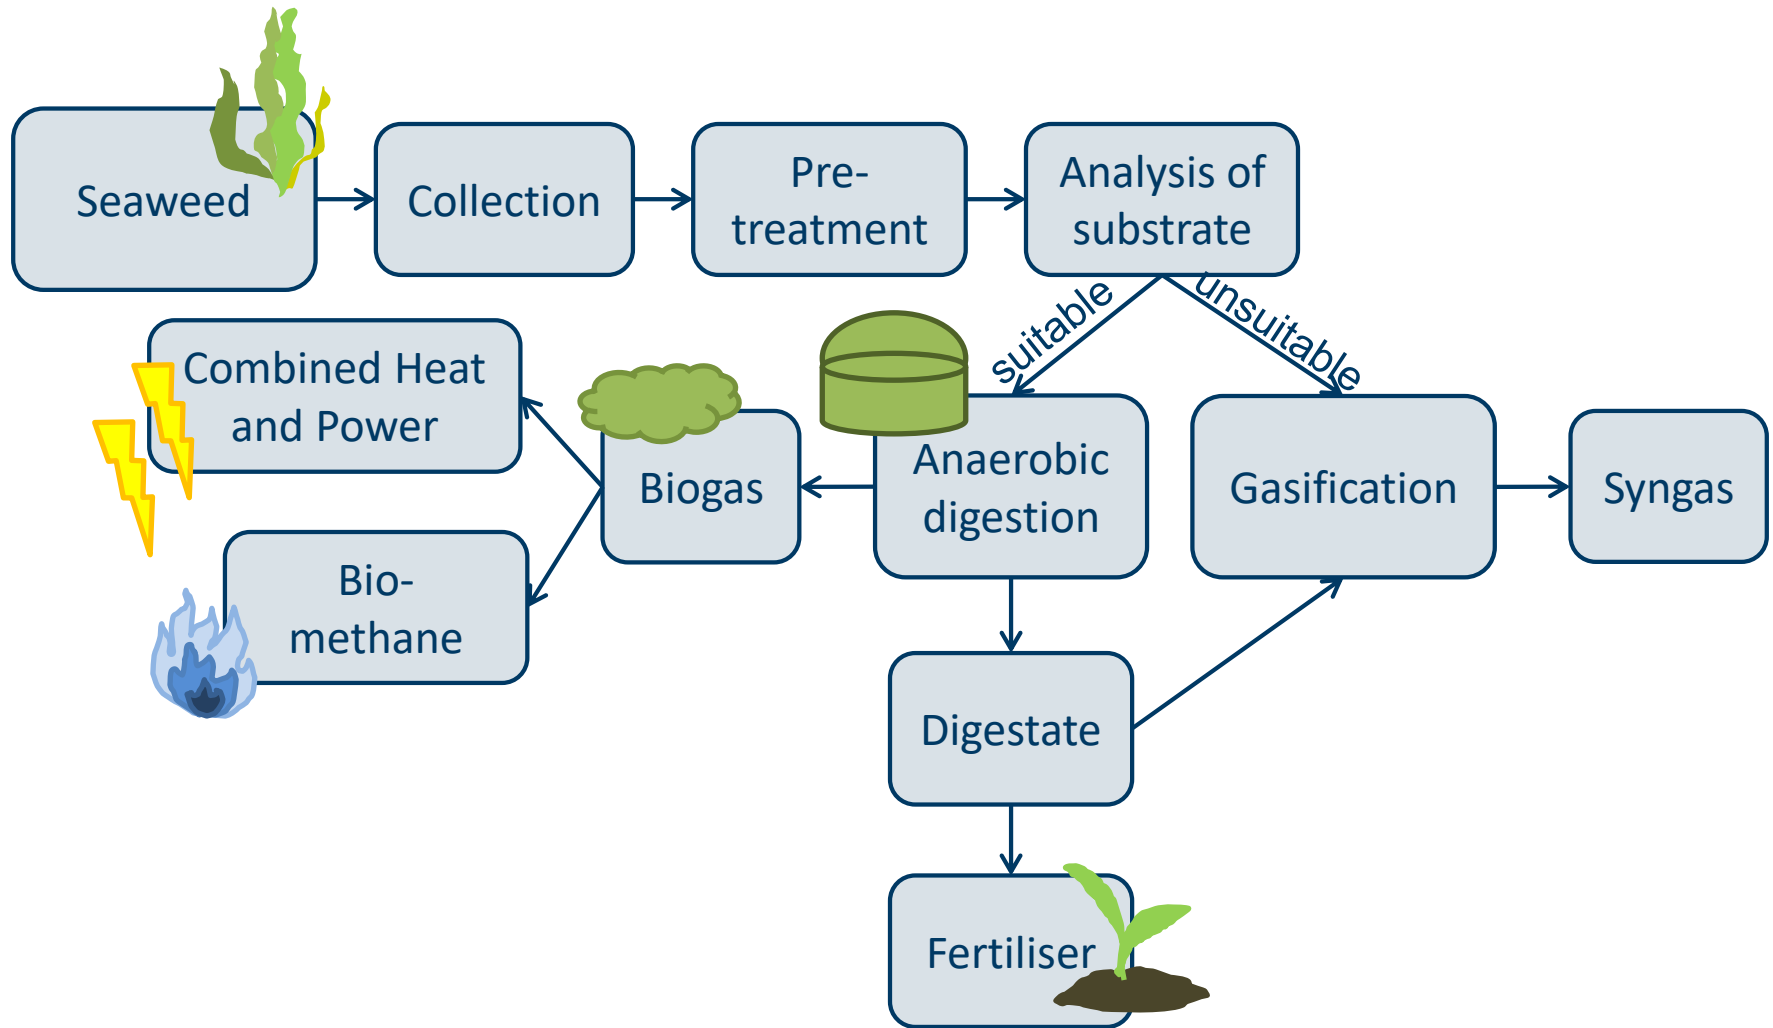 Seaweed
Collection
Pre-
treatment
Analysis of
substrate
suitable
unsuitable
Combined Heat
and Power
Biogas
Anaerobic
digestion
Gasification
Syngas
Bio-
methane
Digestate
Fertiliser